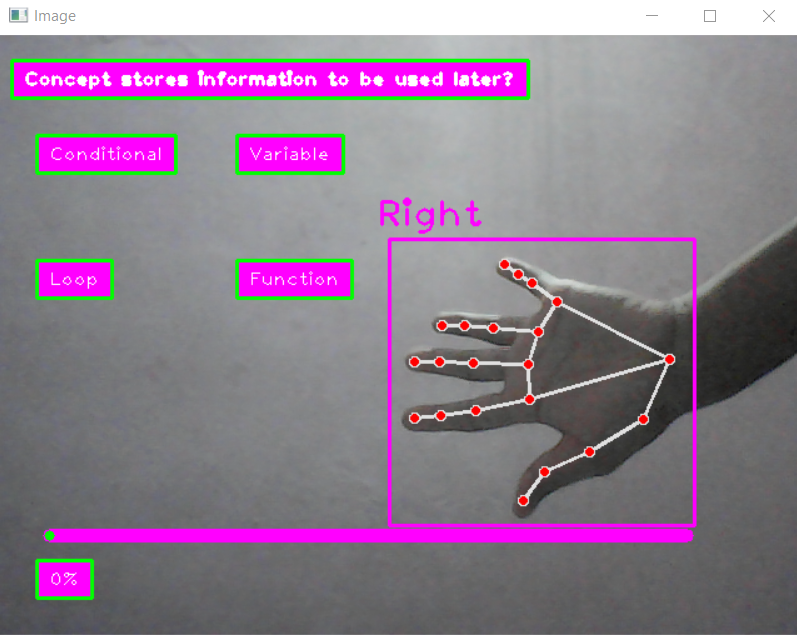 Image
Concept stores information to be used later?
Conditional
Variable
Right
Loop
Function
0%